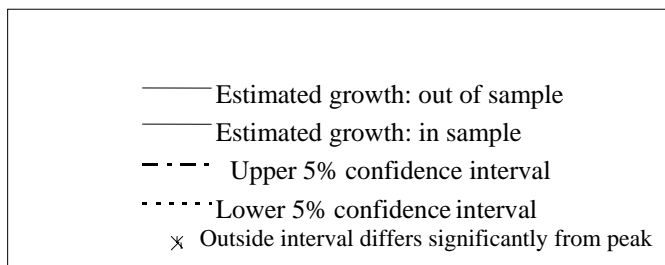 Estimated growth: out of sample
Estimated growth: in sample
Upper 5% confidence interval
Lower 5% confidence interval
Outside interval differs significantly from peak